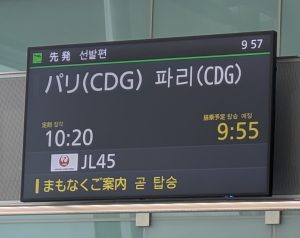 先発 선발편 9 57
パリ(CDG) 파리(CDG)
定刻 정각 搭乗予定 탑승 예정
10:20 9:55
JL45
まもなくご案内 곧 탑승